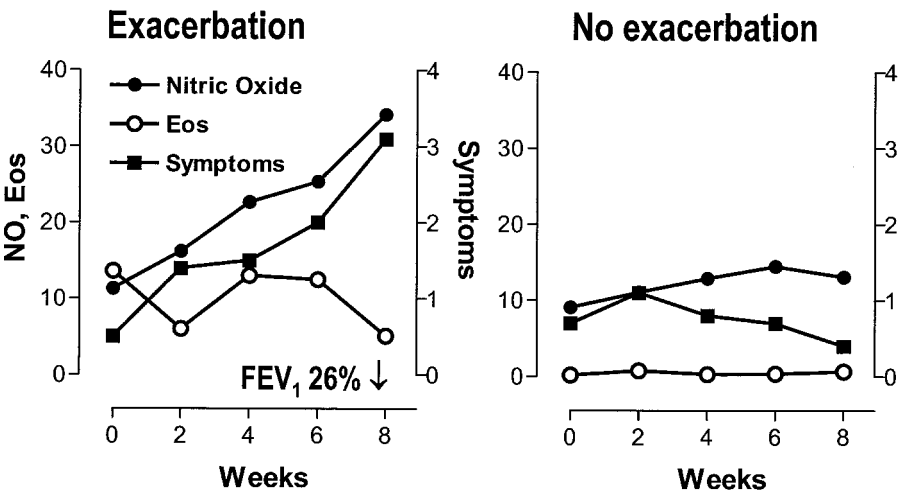 Exacerbation
No exacerbation
40
30
20
10
0
NO, Eos
Nitric Oxide
Eos
Symptoms
4
3
2
1
0
Symptoms
FEV1 26% ↓
0 2 4 6 8
Weeks
40
30
20
10
0
4
3
2
1
0
0 2 4 6 8
Weeks